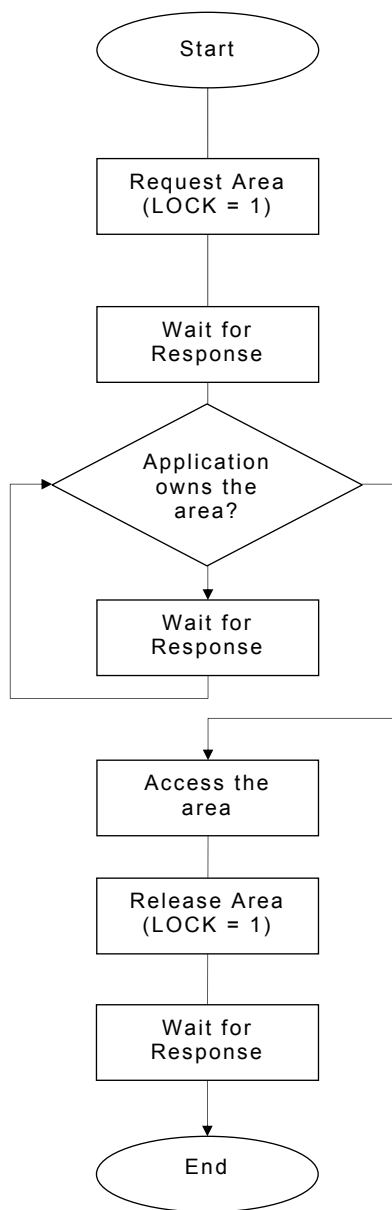 Start
Request Area
(LOCK = 1)
Wait for
Response
Application
owns the
area?
Wait for
Response
Access the
area
Release Area
(LOCK = 1)
Wait for
Response
End